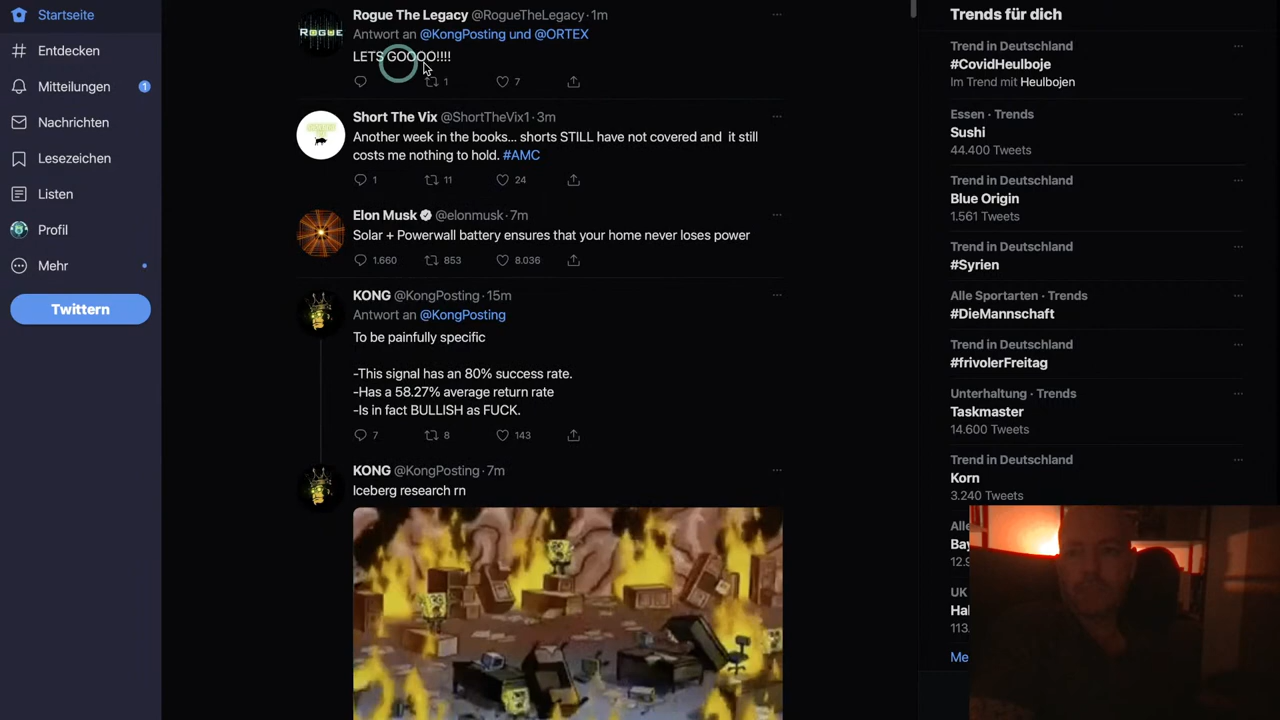 Startseite
Entdecken
Mitteilungen
1
Nachrichten
Lesezeichen
Listen
Profil
Mehr
Twittern
ROGUE
Rogue The Legacy @RogueTheLegacy · 1m
Antwort an @KongPosting und @ORTEX
LETS GOOOO!!!!
1 7
Short The Vix @ShortTheVix1 · 3m
Another week in the books... shorts STILL have not covered and it still
costs me nothing to hold. #AMC
1 11 24
Elon Musk @elonmusk · 7m
Solar + Powerwall battery ensures that your home never loses power
1.660 853 8.036
KONG @KongPosting · 15m
Antwort an @KongPosting
To be painfully specific
-This signal has an 80% success rate.
-Has a 58.27% average return rate
-Is in fact BULLISH as FUCK.
7 8 143
KONG @KongPosting · 7m
Iceberg research rn
Trends für dich
Trend in Deutschland
#CovidHeulboje
Im Trend mit Heulbojen
Essen · Trends
Sushi
44.400 Tweets
Trend in Deutschland
Blue Origin
1.561 Tweets
Trend in Deutschland
#Syrien
Alle Sportarten · Trends
#DieMannschaft
Trend in Deutschland
#frivolerFreitag
Unterhaltung · Trends
Taskmaster
14.600 Tweets
Trend in Deutschland
Korn
3.240 Tweets
UK